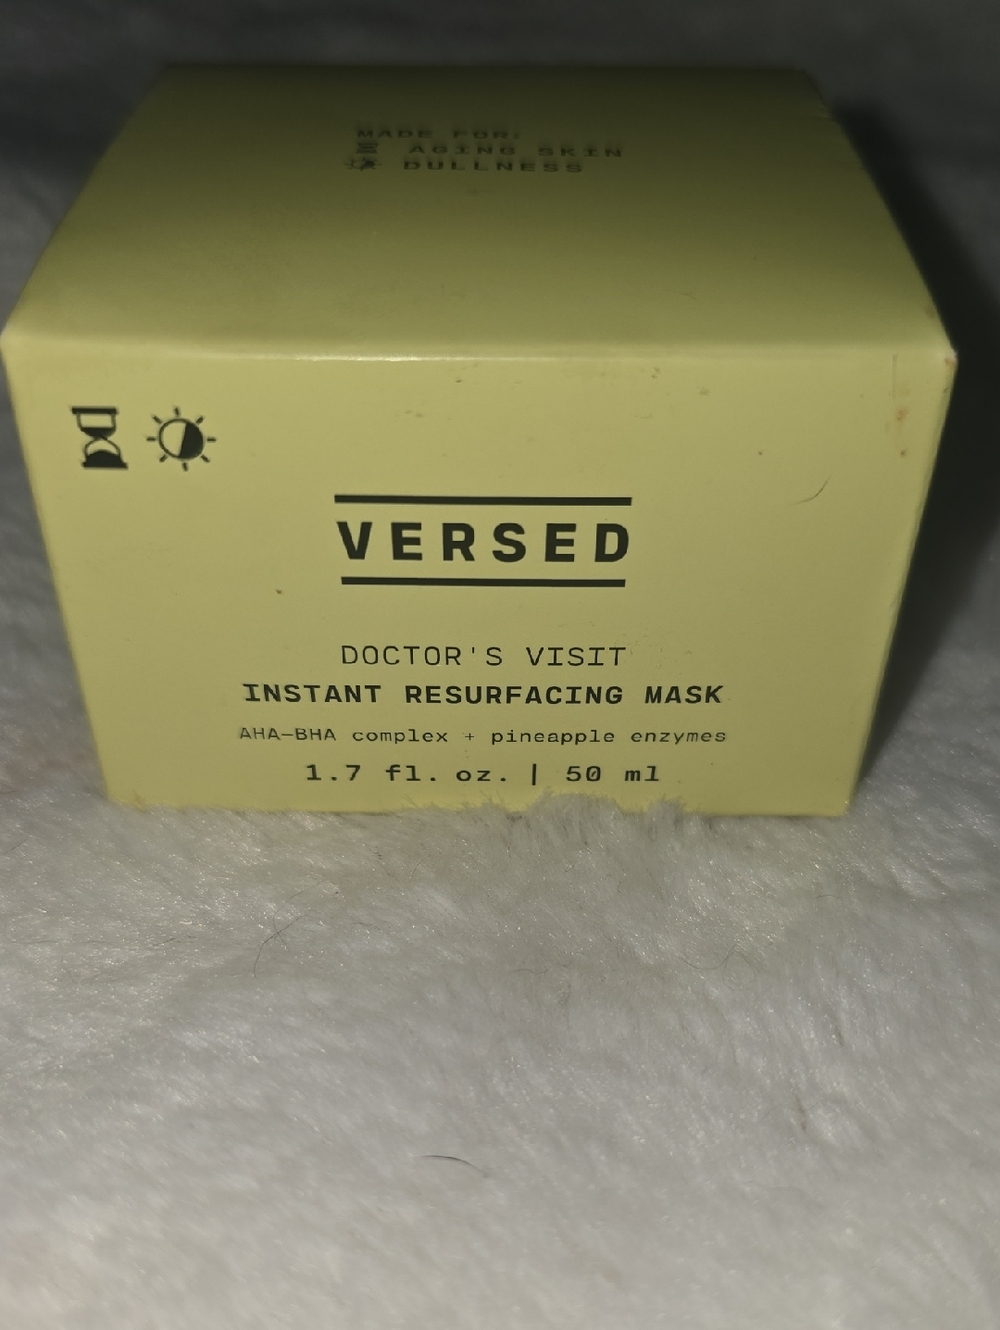 MADE FOR:
AGING SKIN
DULLNESS
VERSED
DOCTOR'S VISIT
INSTANT RESURFACING MASK
AHA–BHA complex + pineapple enzymes
1.7 fl. oz. | 50 ml